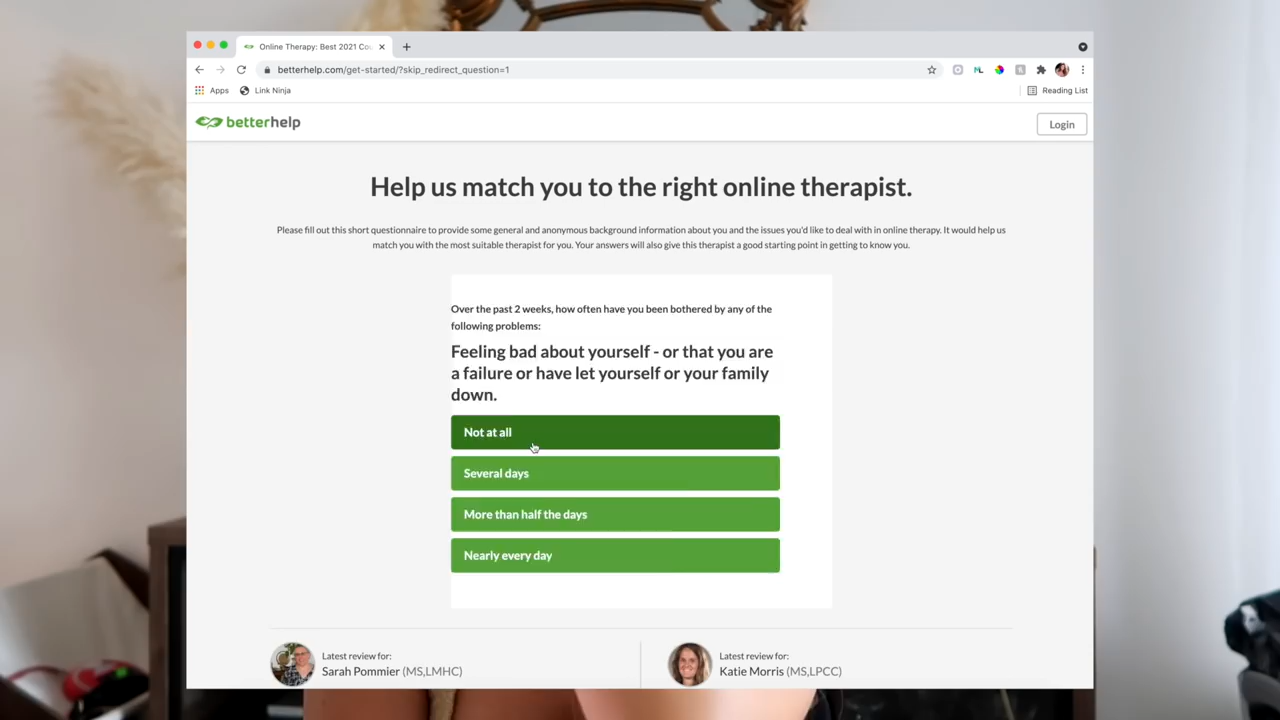 Online Therapy: Best 2021 Cou
betterhelp.com/get-started/?skip_redirect_question=1
Apps
Link Ninja
Reading List
betterhelp
Login
Help us match you to the right online therapist.
Please fill out this short questionnaire to provide some general and anonymous background information about you and the issues you'd like to deal with in online therapy. It would help us
match you with the most suitable therapist for you. Your answers will also give this therapist a good starting point in getting to know you.
Over the past 2 weeks, how often have you been bothered by any of the
following problems:
Feeling bad about yourself - or that you are
a failure or have let yourself or your family
down.
Not at all
Several days
More than half the days
Nearly every day
Latest review for:
Sarah Pommier (MS,LMHC)
Latest review for:
Katie Morris (MS,LPCC)